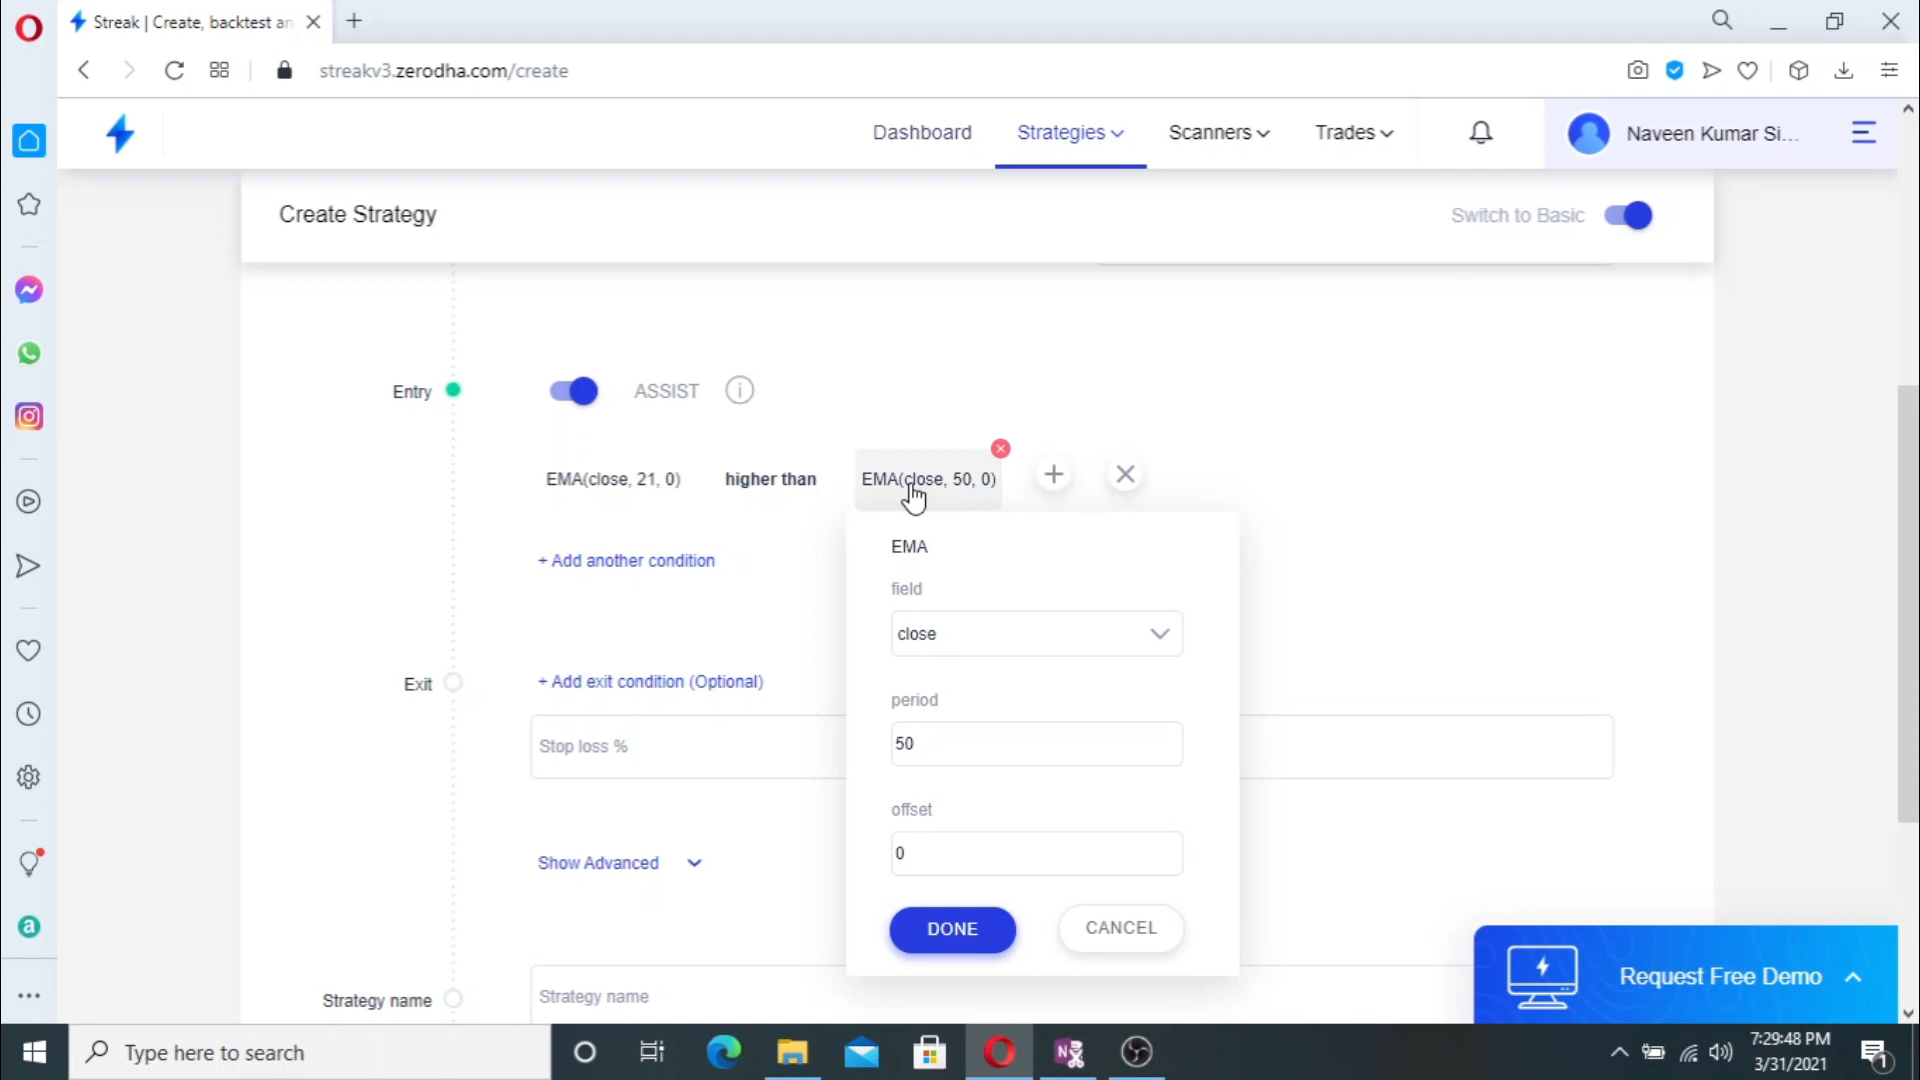 Streak | Create, backtest an
streakv3.zerodha.com/create
Dashboard Strategies Scanners Trades Naveen Kumar Si...
Create Strategy Switch to Basic
Entry ASSIST i
EMA(close, 21, 0) higher than EMA(close, 50, 0)
+ Add another condition
EMA
field
close
Exit + Add exit condition (Optional)
period
50
Stop loss %
offset
0
Show Advanced
DONE CANCEL
Request Free Demo
Strategy name Strategy name
Type here to search
7:29:48 PM
3/31/2021
1